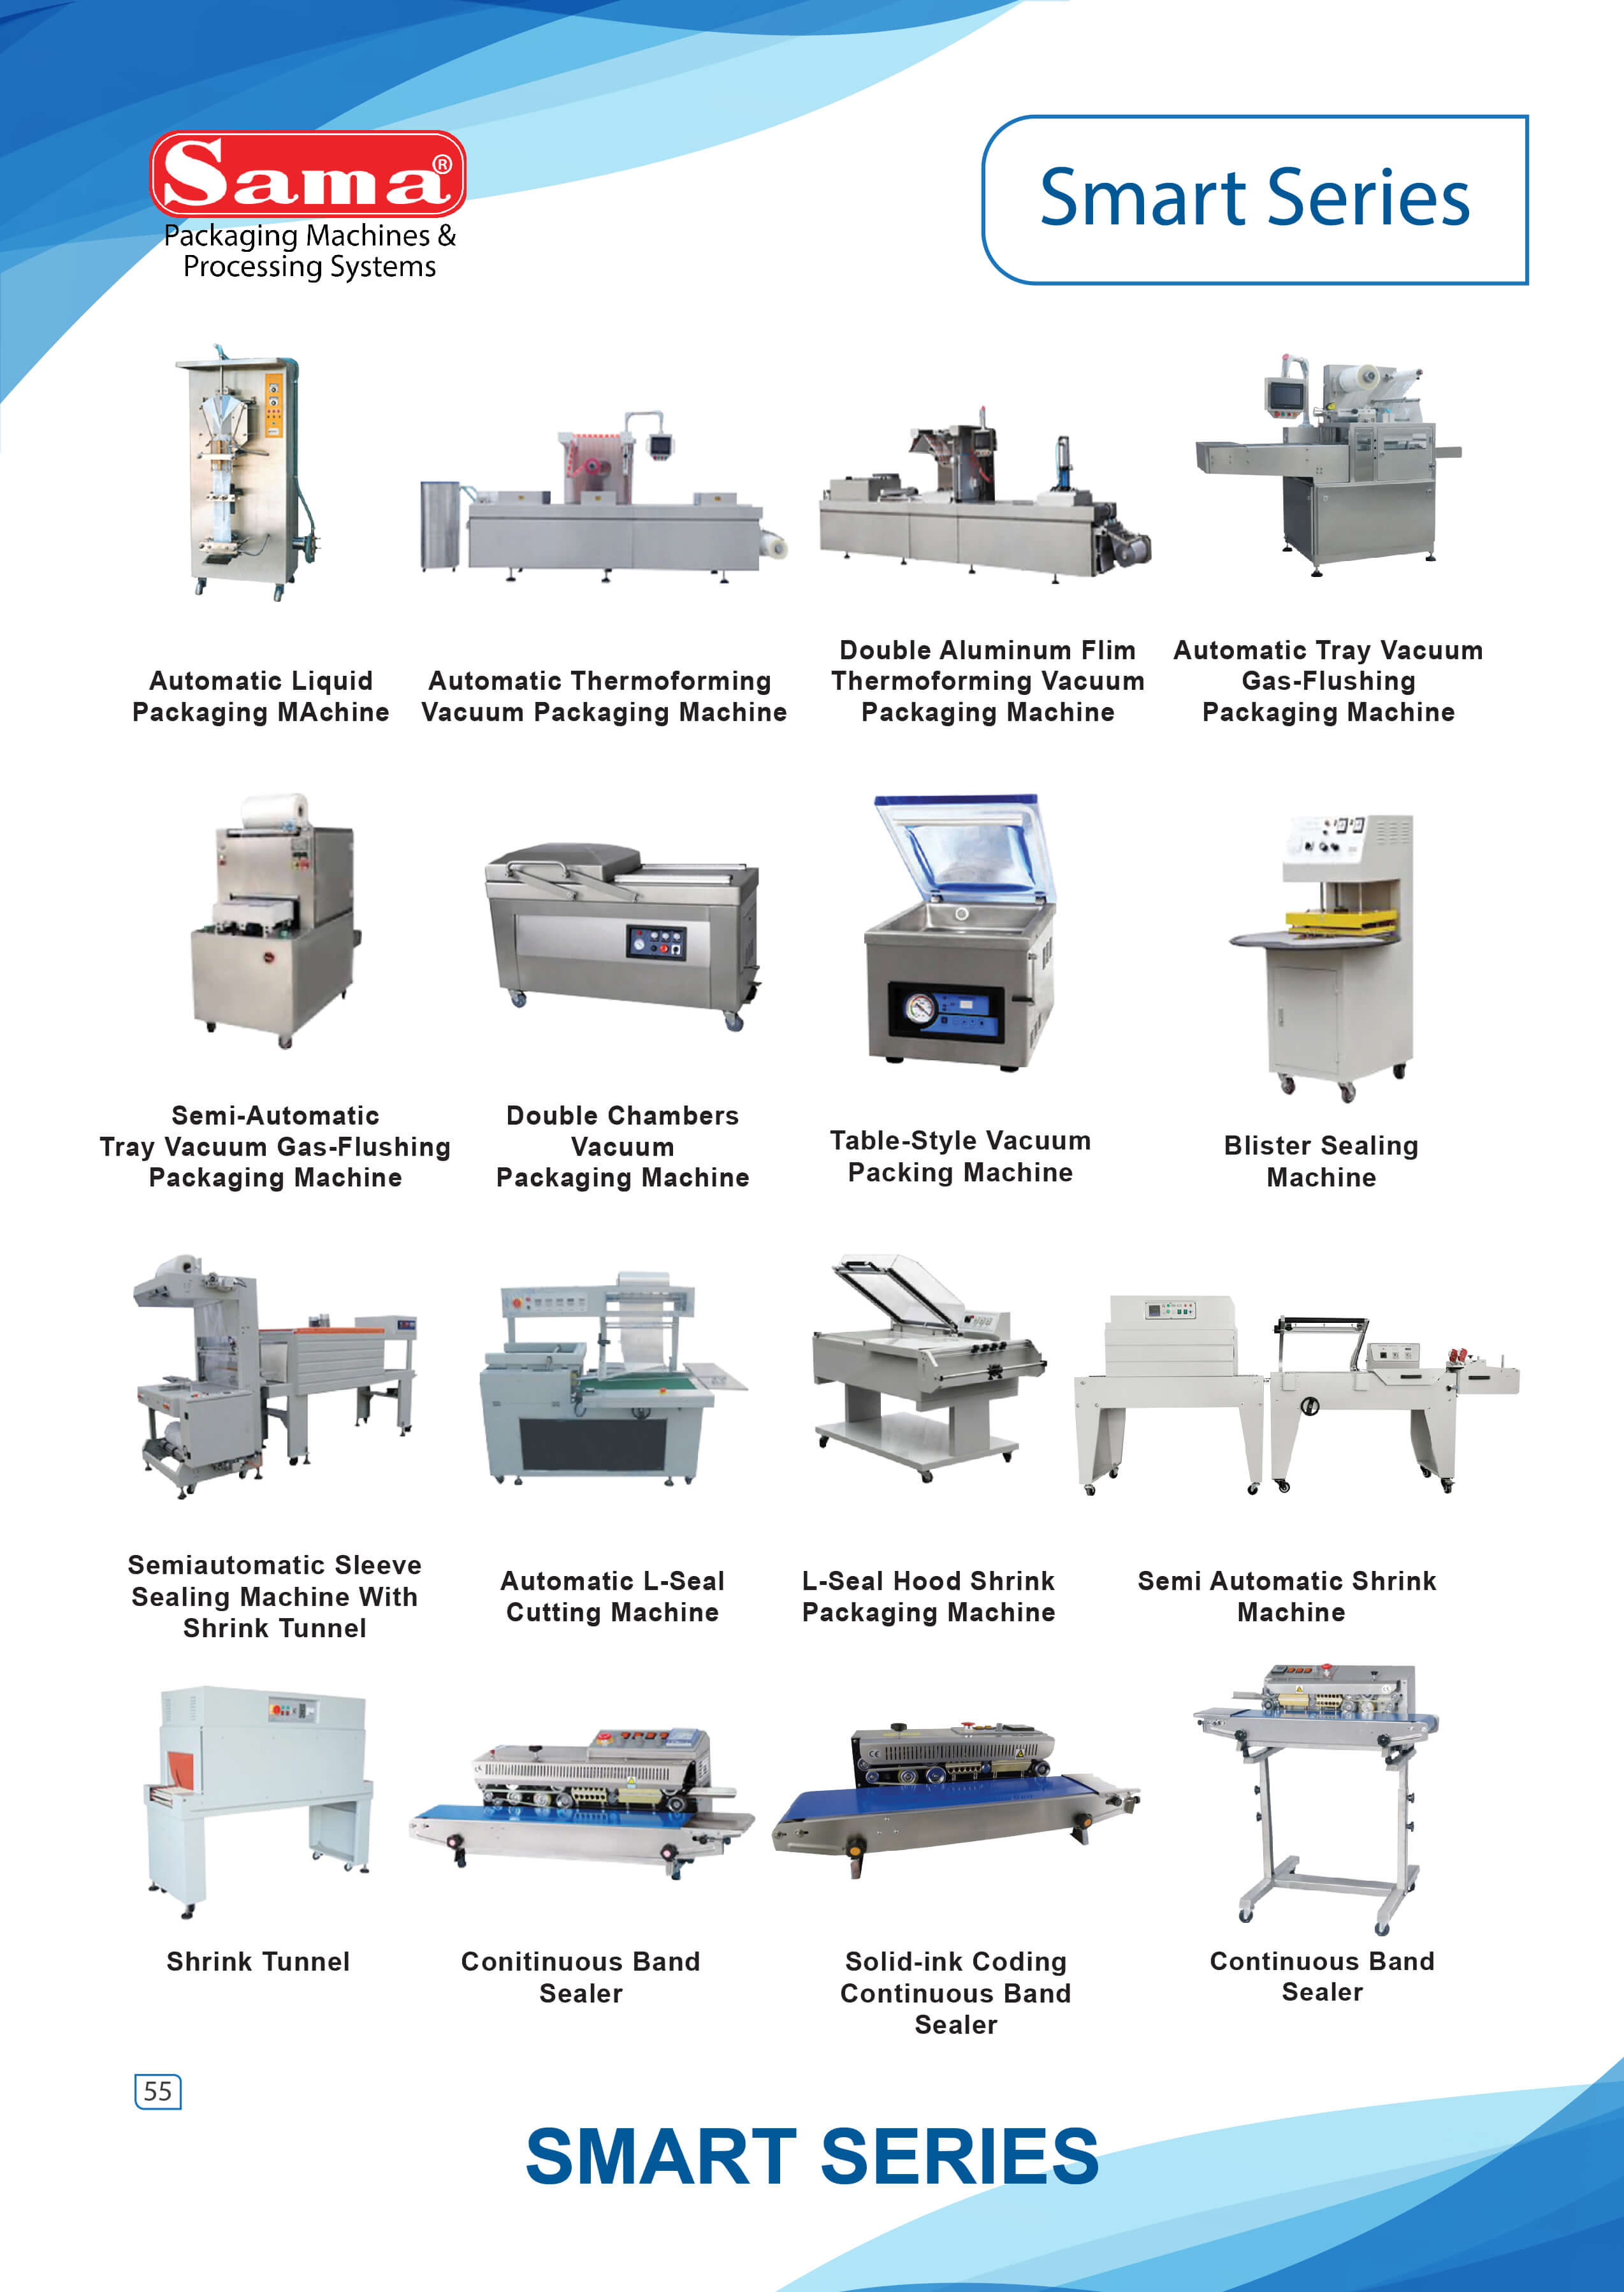 Sama®
Packaging Machines &
Processing Systems
Smart Series
Automatic Liquid
Packaging MAchine
Automatic Thermoforming
Vacuum Packaging Machine
Double Aluminum Flim
Thermoforming Vacuum
Packaging Machine
Automatic Tray Vacuum
Gas-Flushing
Packaging Machine
Semi-Automatic
Tray Vacuum Gas-Flushing
Packaging Machine
Double Chambers
Vacuum
Packaging Machine
Table-Style Vacuum
Packing Machine
Blister Sealing
Machine
Semiautomatic Sleeve
Sealing Machine With
Shrink Tunnel
Automatic L-Seal
Cutting Machine
L-Seal Hood Shrink
Packaging Machine
Semi Automatic Shrink
Machine
Shrink Tunnel
Conitinuous Band
Sealer
Solid-ink Coding
Continuous Band
Sealer
Continuous Band
Sealer
55
SMART SERIES